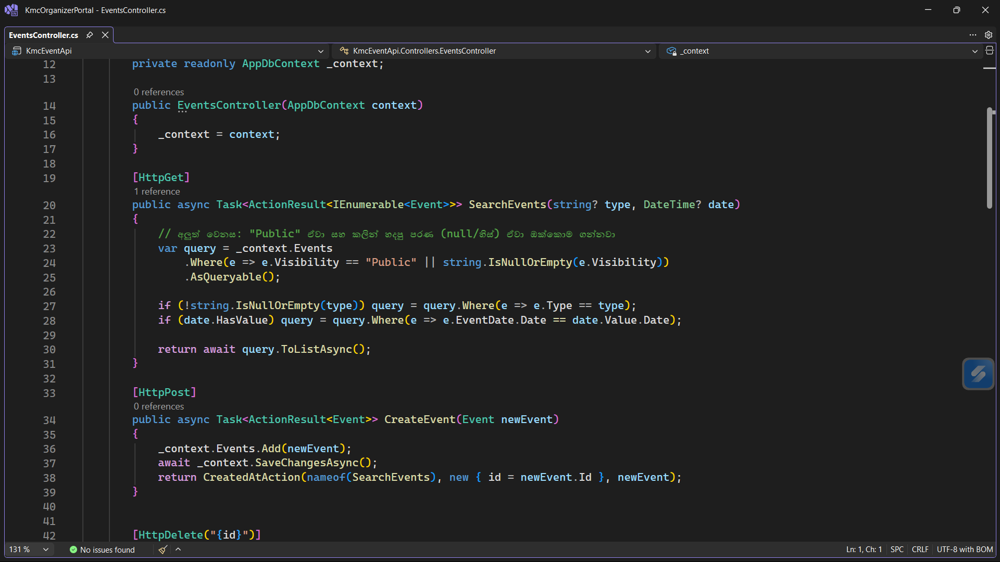 KmcOrganizerPortal - EventsController.cs
EventsController.cs
KmcEventApi
KmcEventApi.Controllers.EventsController
_context
12 private readonly AppDbContext _context;
13
0 references
14 public EventsController(AppDbContext context)
15 {
16 _context = context;
17 }
18
19 [HttpGet]
1 reference
20 public async Task<ActionResult<IEnumerable<Event>>> SearchEvents(string? type, DateTime? date)
21 {
22 // අලුත් වෙනස: "Public" ඒවා සහ කලින් හදපු පරණ (null/හිස්) ඒවා ඔක්කොම ගන්නවා
23 var query = _context.Events
24 .Where(e => e.Visibility == "Public" || string.IsNullOrEmpty(e.Visibility))
25 .AsQueryable();
26
27 if (!string.IsNullOrEmpty(type)) query = query.Where(e => e.Type == type);
28 if (date.HasValue) query = query.Where(e => e.EventDate.Date == date.Value.Date);
29
30 return await query.ToListAsync();
31 }
32
33 [HttpPost]
0 references
34 public async Task<ActionResult<Event>> CreateEvent(Event newEvent)
35 {
36 _context.Events.Add(newEvent);
37 await _context.SaveChangesAsync();
38 return CreatedAtAction(nameof(SearchEvents), new { id = newEvent.Id }, newEvent);
39 }
40
41
42 [HttpDelete("{id}")]
131 % No issues found Ln: 1, Ch: 1 SPC CRLF UTF-8 with BOM